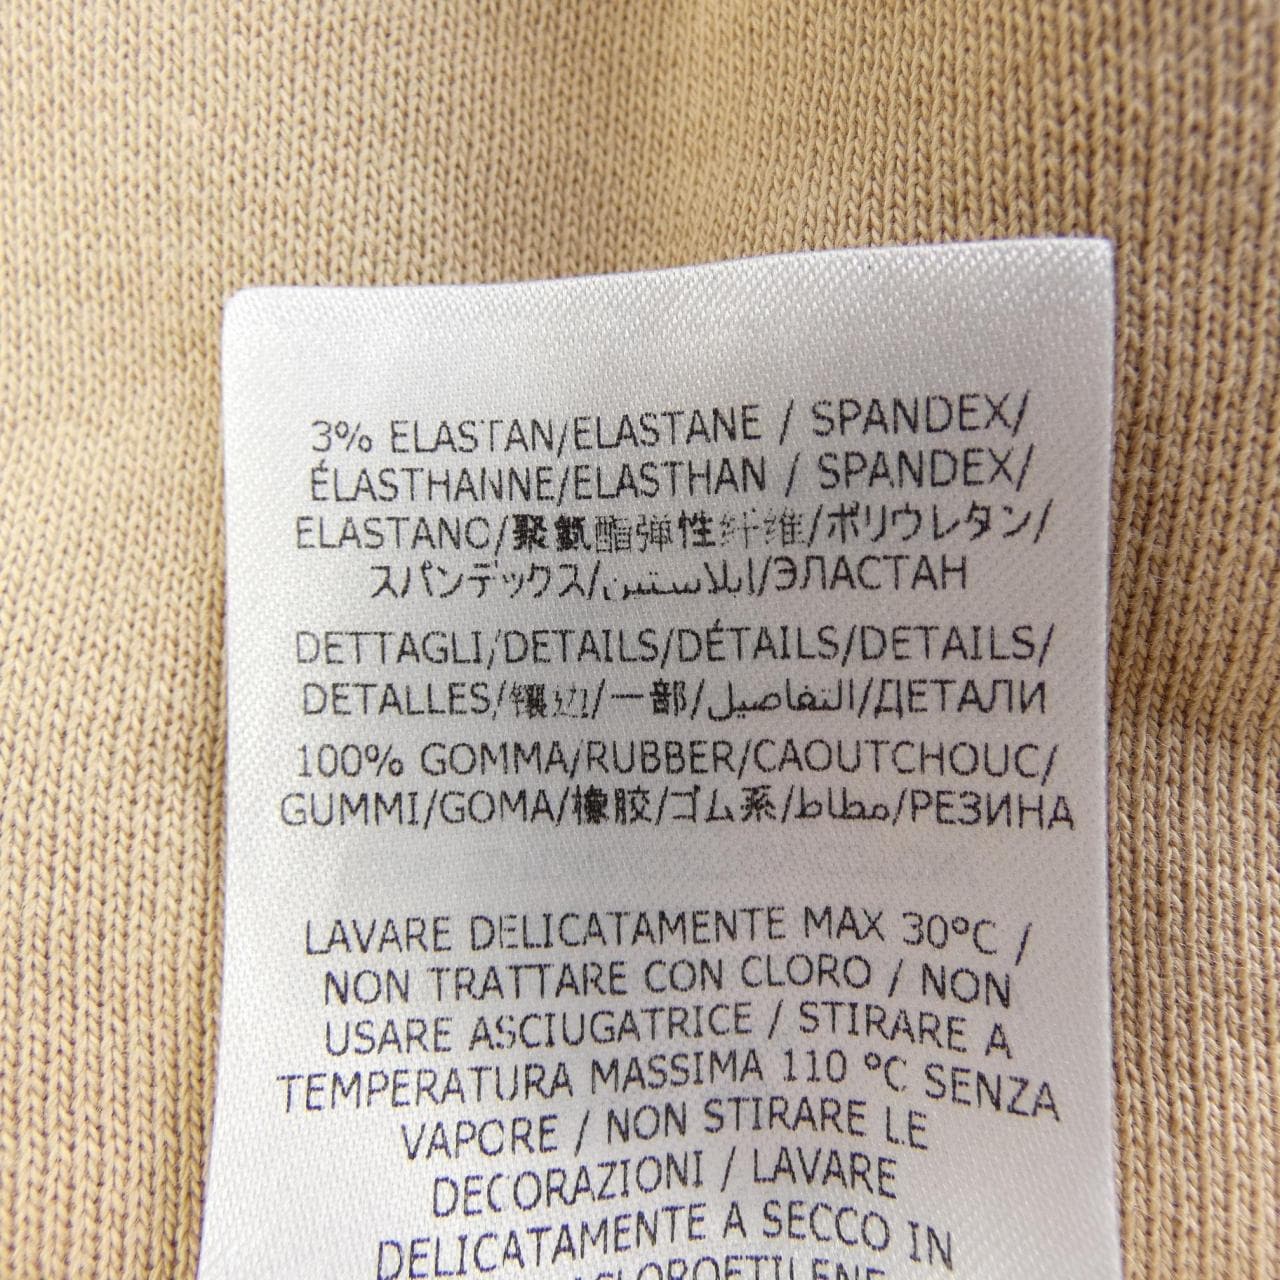 3% ELASTAN/ELASTANE / SPANDEX/
ÉLASTHANNE/ELASTHAN / SPANDEX/
ELASTANO/聚氨酯弹性纤维/ポリウレタン/
スパンデックス/إيلاستين/ЭЛАСТАН
DETTAGLI/DETAILS/DÉTAILS/DETAILS/
DETALLES/镶边/一部/التفاصيل/ДЕТАЛИ
100% GOMMA/RUBBER/CAOUTCHOUC/
GUMMI/GOMA/橡胶/ゴム系/مطاط/РЕЗИНА
LAVARE DELICATAMENTE MAX 30°C /
NON TRATTARE CON CLORO / NON
USARE ASCIUGATRICE / STIRARE A
TEMPERATURA MASSIMA 110 °C SENZA
VAPORE / NON STIRARE LE
DECORAZIONI / LAVARE
DELICATAMENTE A SECCO IN